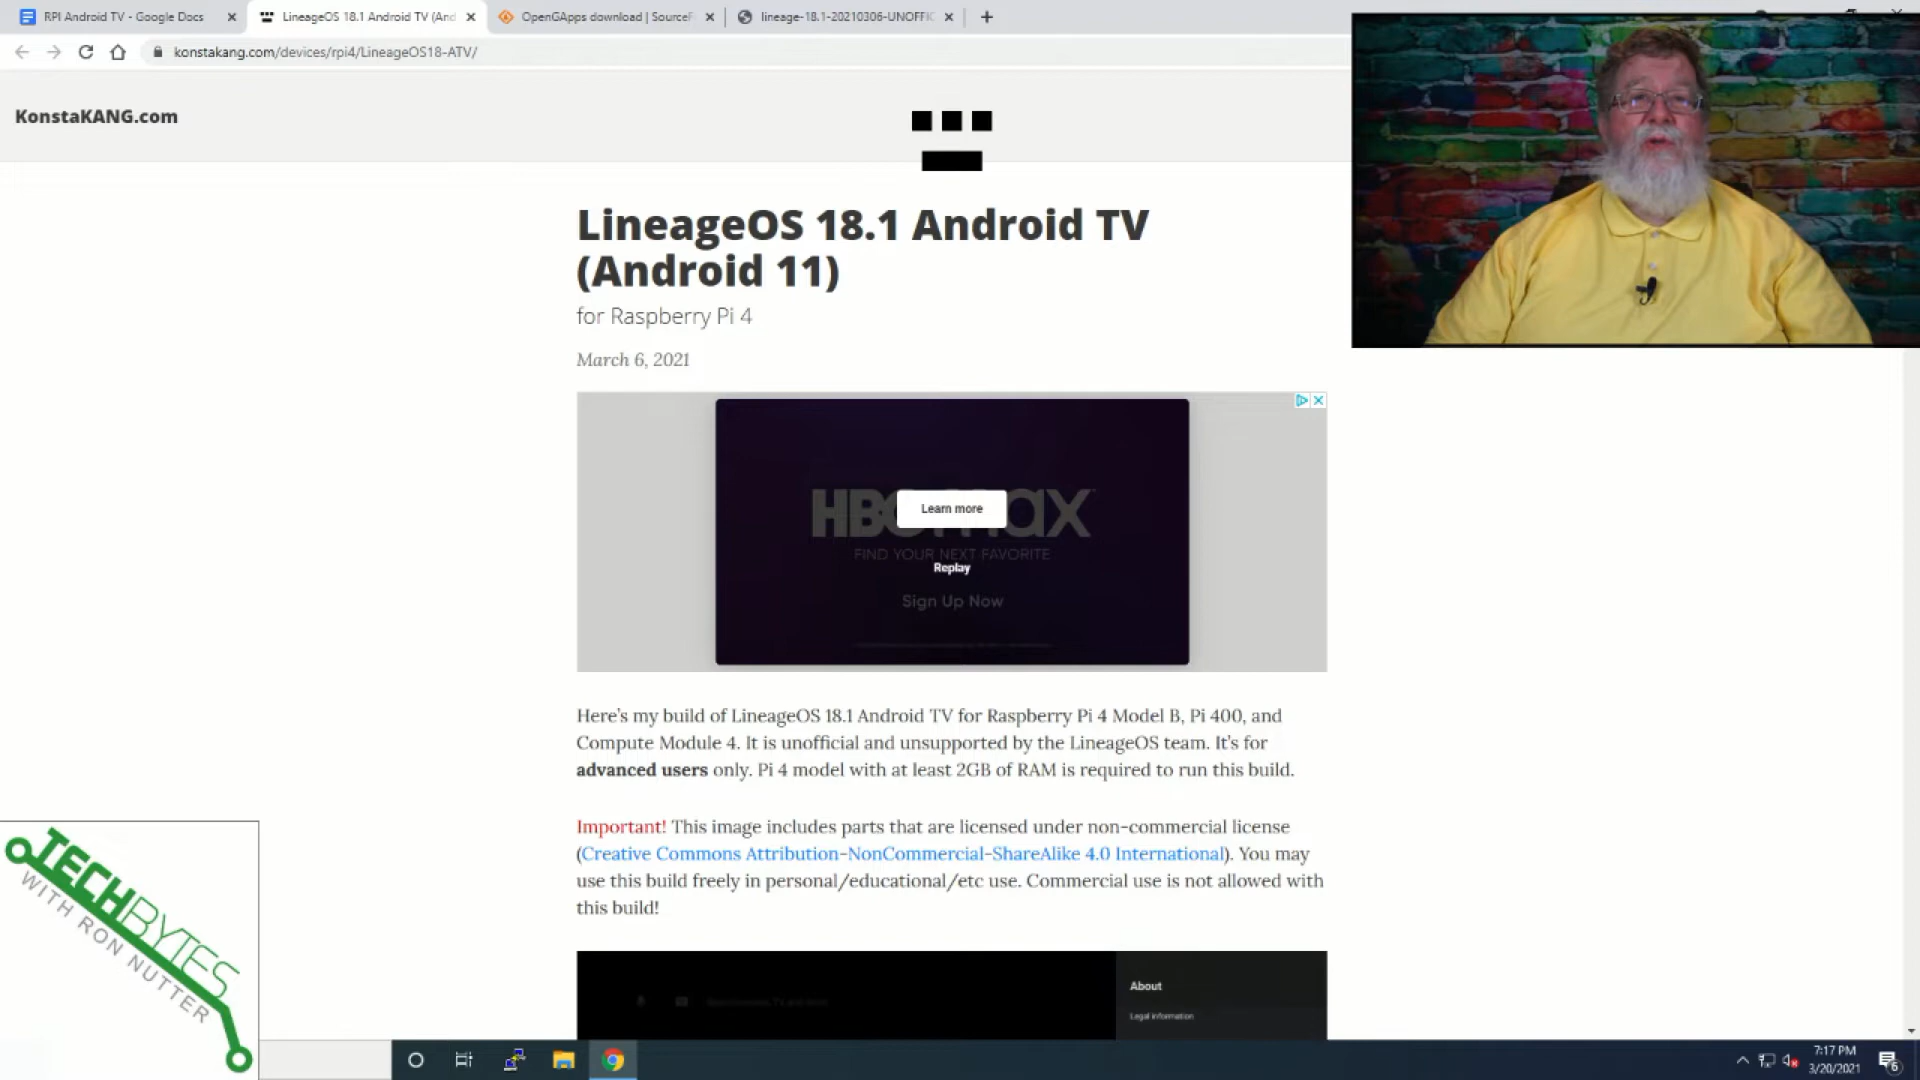 RPI Android TV - Google Docs
LineageOS 18.1 Android TV (And
OpenGApps download | SourceF
lineage-18.1-20210306-UNOFFIC
konstakang.com/devices/rpi4/LineageOS18-ATV/
KonstaKANG.com
LineageOS 18.1 Android TV
(Android 11)
for Raspberry Pi 4
March 6, 2021
HBO max
Learn more
FIND YOUR NEXT FAVORITE
Replay
Sign Up Now
Here's my build of LineageOS 18.1 Android TV for Raspberry Pi 4 Model B, Pi 400, and
Compute Module 4. It is unofficial and unsupported by the LineageOS team. It's for
advanced users only. Pi 4 model with at least 2GB of RAM is required to run this build.
Important! This image includes parts that are licensed under non-commercial license
(Creative Commons Attribution-NonCommercial-ShareAlike 4.0 International). You may
use this build freely in personal/educational/etc use. Commercial use is not allowed with
this build!
About
Legal information
TECHBYTES
WITH RON NUTTER
7:17 PM
3/20/2021
6